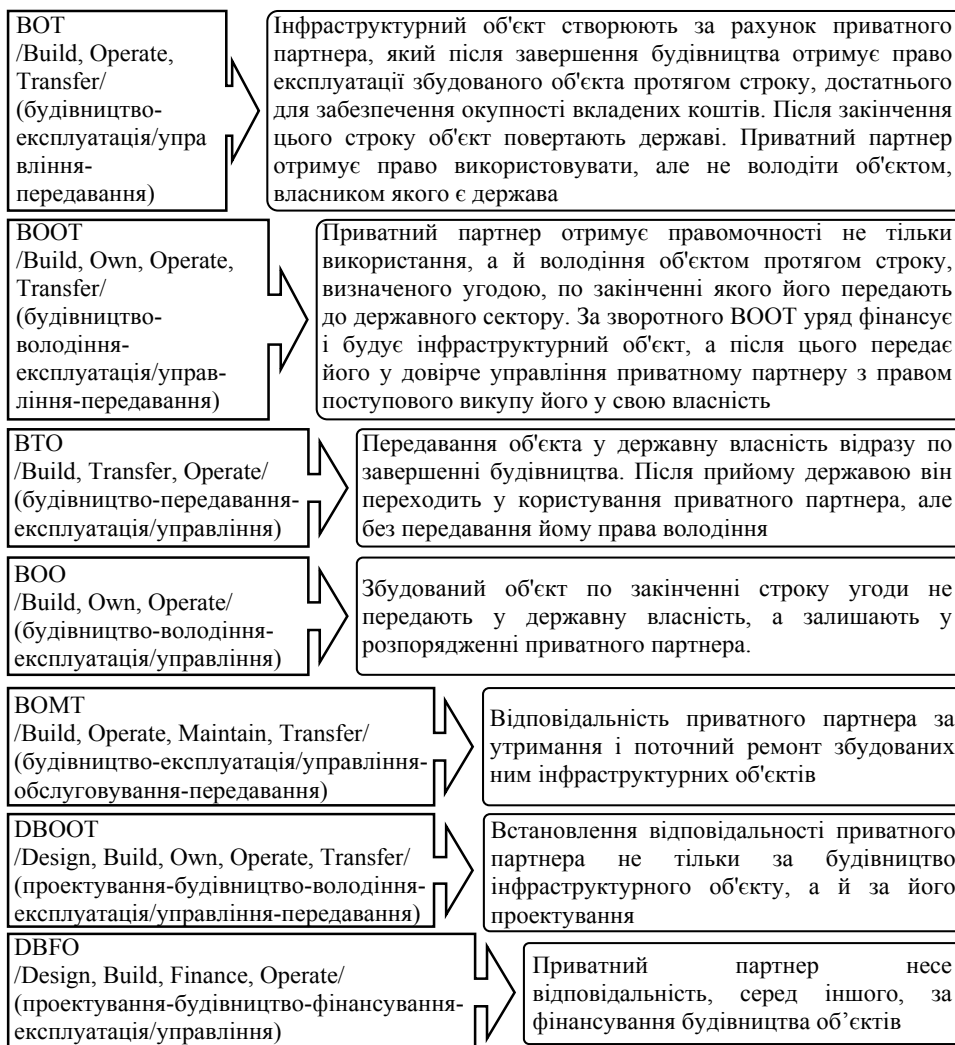 BOT
/Build, Operate,
Transfer/
(будівництво-
експлуатація/упра
вління-
передавання)
Інфраструктурний об'єкт створюють за рахунок приватного
партнера, який після завершення будівництва отримує право
експлуатації збудованого об'єкта протягом строку, достатнього
для забезпечення окупності вкладених коштів. Після закінчення
цього строку об'єкт повертають державі. Приватний партнер
отримує право використовувати, але не володіти об'єктом,
власником якого є держава
BOOT
/Build, Own, Operate,
Transfer/
(будівництво-
володіння-
експлуатація/управ-
ління-передавання)
Приватний партнер отримує правомочності не тільки
використання, а й володіння об'єктом протягом строку,
визначеного угодою, по закінченні якого його передають
до державного сектору. За зворотного BOOT уряд фінансує
і будує інфраструктурний об'єкт, а після цього передає
його у довірче управління приватному партнеру з правом
поступового викупу його у свою власність
BTO
/Build, Transfer, Operate/
(будівництво-передавання-
експлуатація/управління)
Передавання об'єкта у державну власність відразу по
завершенні будівництва. Після прийому державою він
переходить у користування приватного партнера, але
без передавання йому права володіння
BOO
/Build, Own, Operate/
(будівництво-володіння-
експлуатація/управління)
Збудований об'єкт по закінченні строку угоди не
передають у державну власність, а залишають у
розпорядженні приватного партнера.
BOMT
/Build, Operate, Maintain, Transfer/
(будівництво-експлуатація/управління-
обслуговування-передавання)
Відповідальність приватного партнера за
утримання і поточний ремонт збудованих
ним інфраструктурних об'єктів
DBOOT
/Design, Build, Own, Operate, Transfer/
(проектування-будівництво-володіння-
експлуатація/управління-передавання)
Встановлення відповідальності приватного
партнера не тільки за будівництво
інфраструктурного об'єкту, а й за його
проектування
DBFO
/Design, Build, Finance, Operate/
(проектування-будівництво-фінансування-
експлуатація/управління)
Приватний партнер несе
відповідальність, серед іншого, за
фінансування будівництва об’єктів